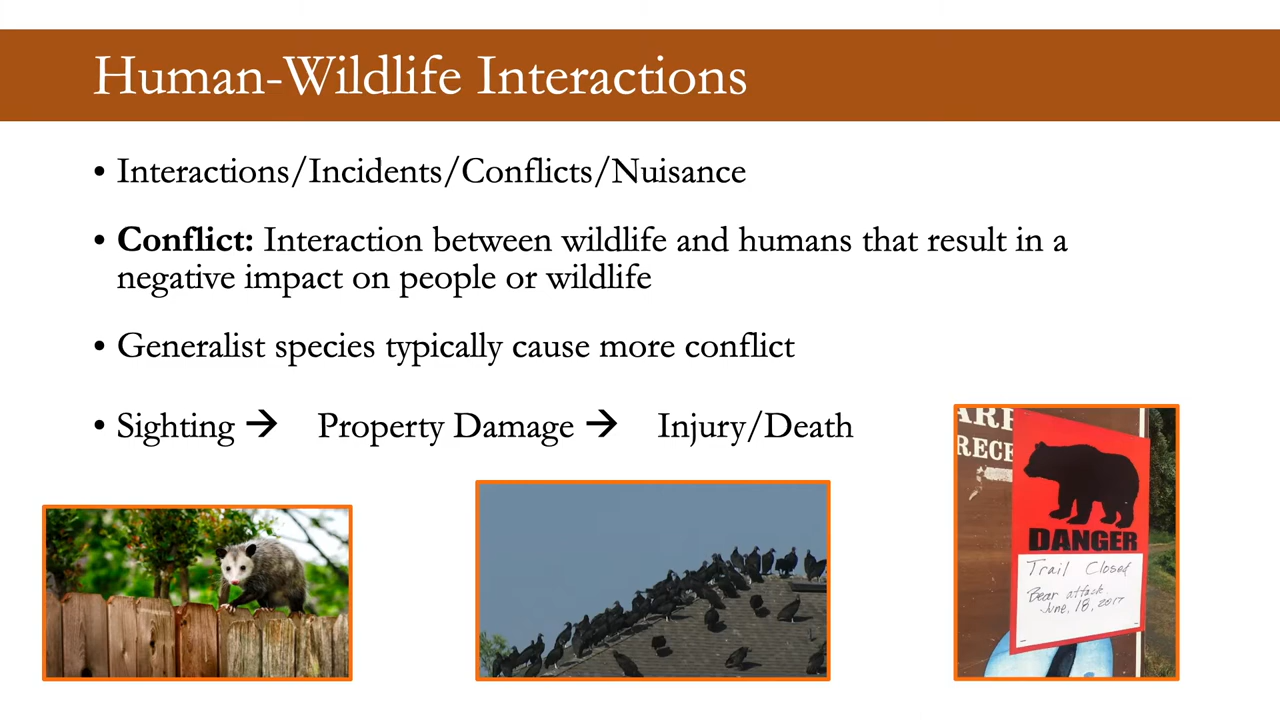 Human-Wildlife Interactions
• Interactions/Incidents/Conflicts/Nuisance
• Conflict: Interaction between wildlife and humans that result in a
negative impact on people or wildlife
• Generalist species typically cause more conflict
• Sighting → Property Damage → Injury/Death
ARE
RECE
DANGER
Trail Closed
Bear attack
June, 18, 2017